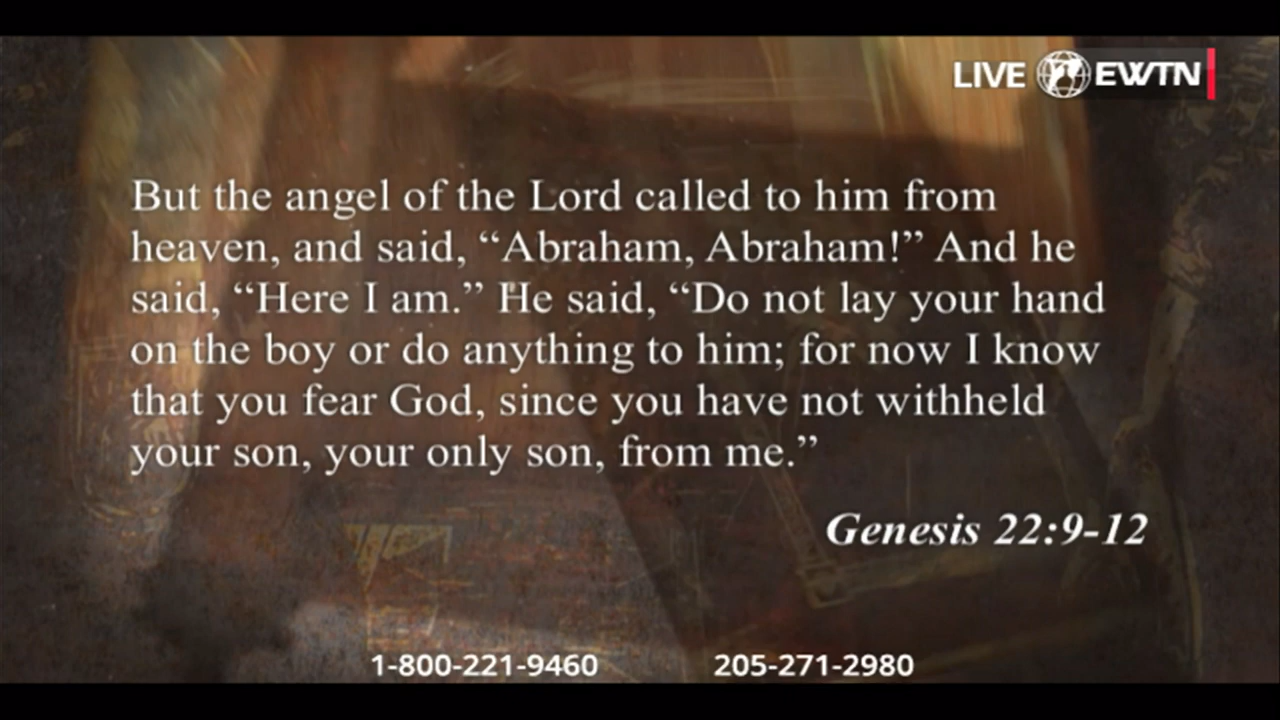 LIVE EWTN
But the angel of the Lord called to him from
heaven, and said, “Abraham, Abraham!” And he
said, “Here I am.” He said, “Do not lay your hand
on the boy or do anything to him; for now I know
that you fear God, since you have not withheld
your son, your only son, from me.”
Genesis 22:9-12
1-800-221-9460 205-271-2980